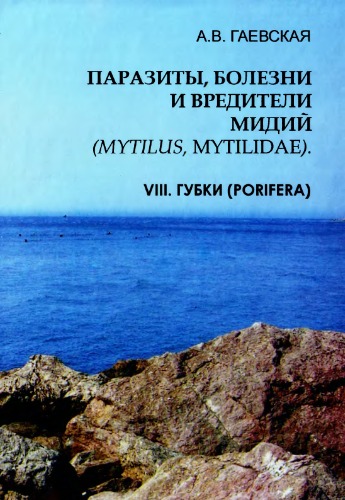 А.В. ГАЕВСКАЯ
ПАРАЗИТЫ, БОЛЕЗНИ
И ВРЕДИТЕЛИ
МИДИЙ
(MYTILUS, MYTILIDAE).
VIII. ГУБКИ (PORIFERA)